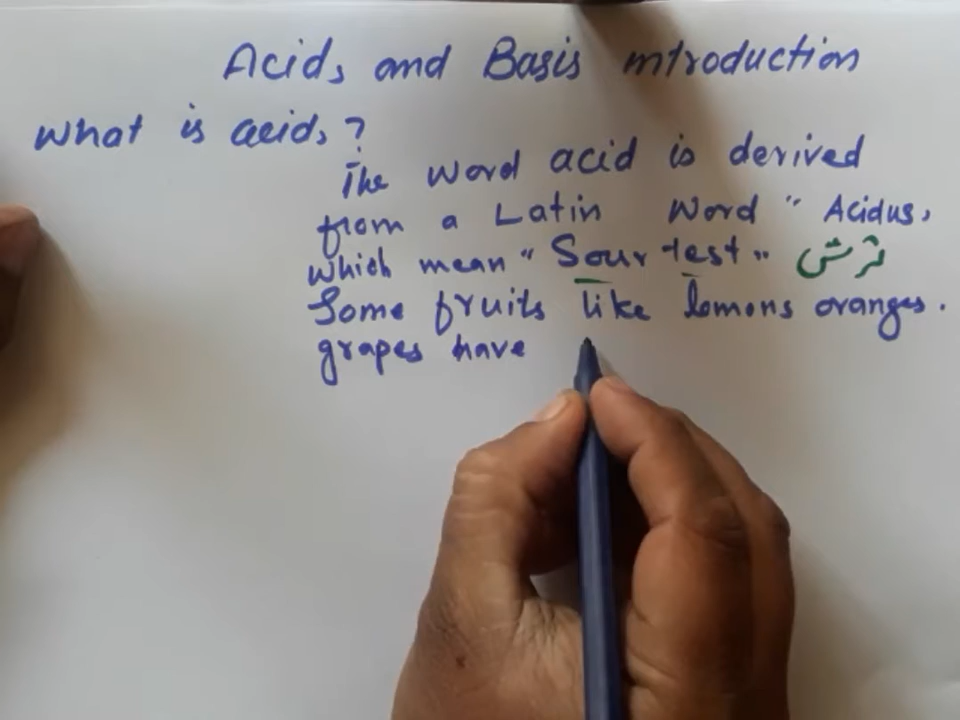 Acids and Basis introduction
What is acids?
The word acid is derived
from a Latin word " Acidus,
which mean " Sour test " ترش
Some fruits like lemons oranges.
grapes have